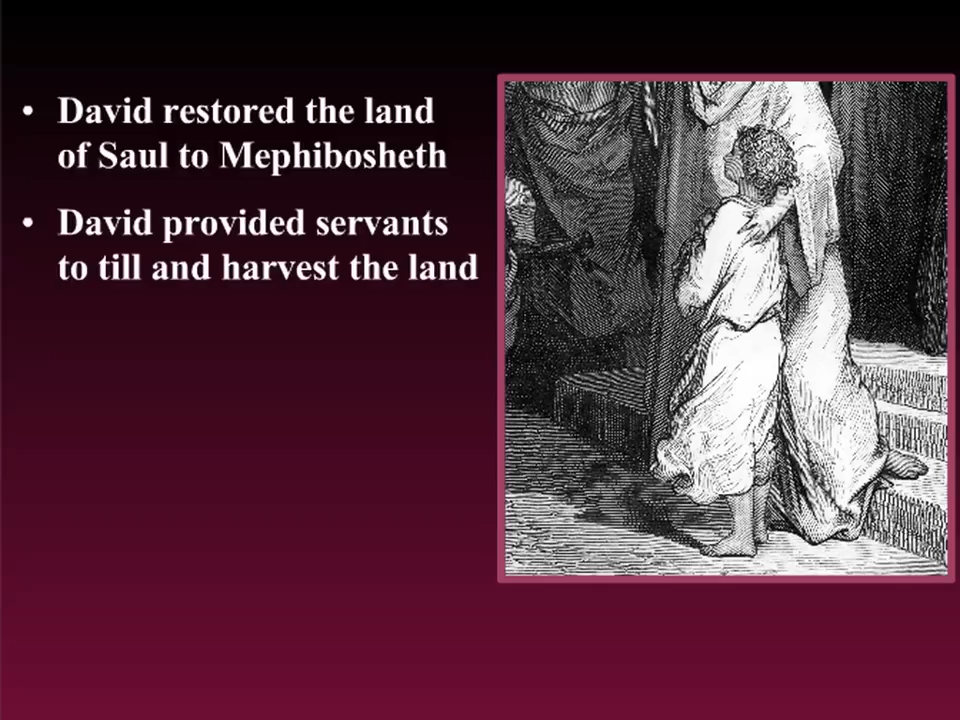 • David restored the land
of Saul to Mephibosheth
• David provided servants
to till and harvest the land